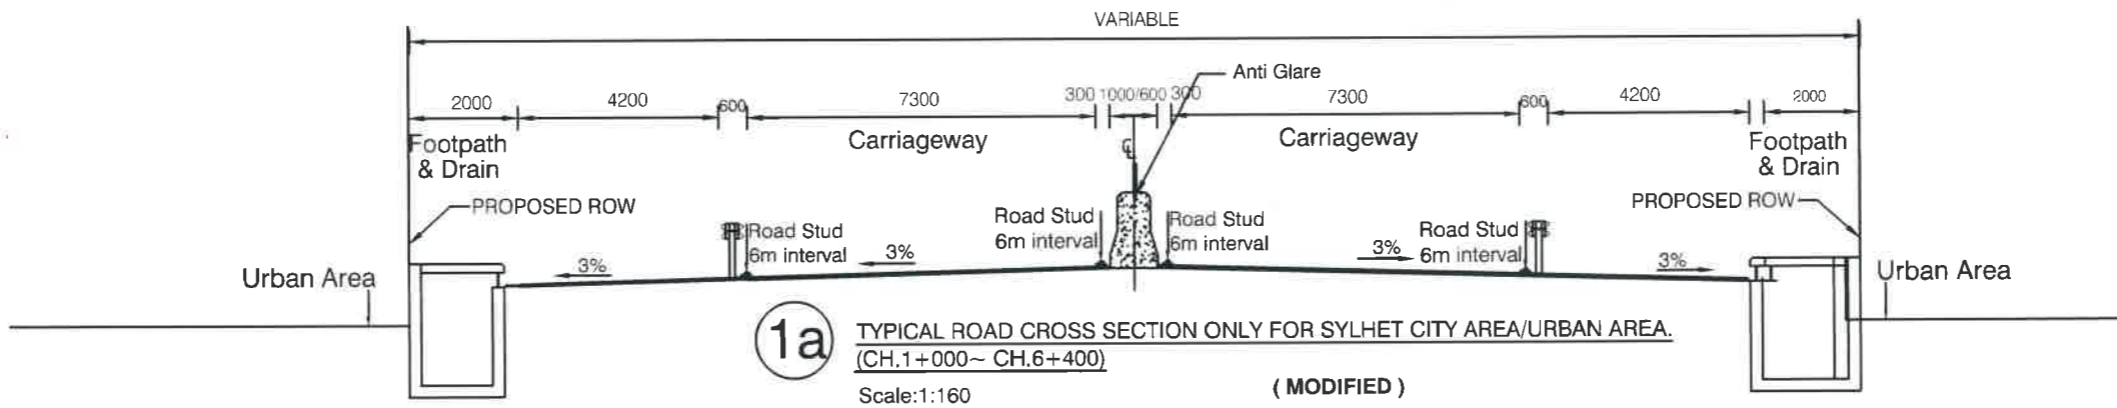 VARIABLE
Anti Glare
2000 4200 600 7300 300 1000/600 300 7300 600 4200 2000
Footpath
& Drain
Carriageway
℄
Carriageway
Footpath
& Drain
PROPOSED ROW
PROPOSED ROW
Road Stud
6m interval
Road Stud
6m interval
Road Stud
6m interval
Road Stud
6m interval
3%
3%
3%
3%
Urban Area
Urban Area
1a
TYPICAL ROAD CROSS SECTION ONLY FOR SYLHET CITY AREA/URBAN AREA.
(CH.1+000~ CH.6+400)
Scale:1:160
( MODIFIED )